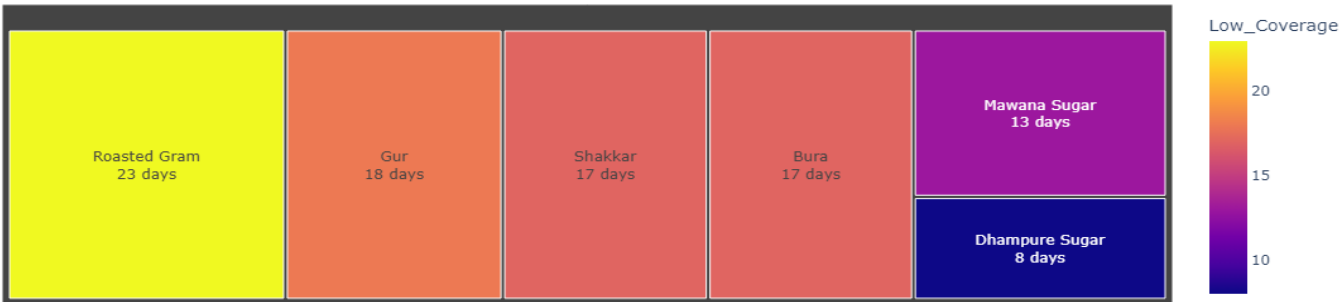 Roasted Gram
23 days
Gur
18 days
Shakkar
17 days
Bura
17 days
Mawana Sugar
13 days
Dhampure Sugar
8 days
Low_Coverage
20
15
10